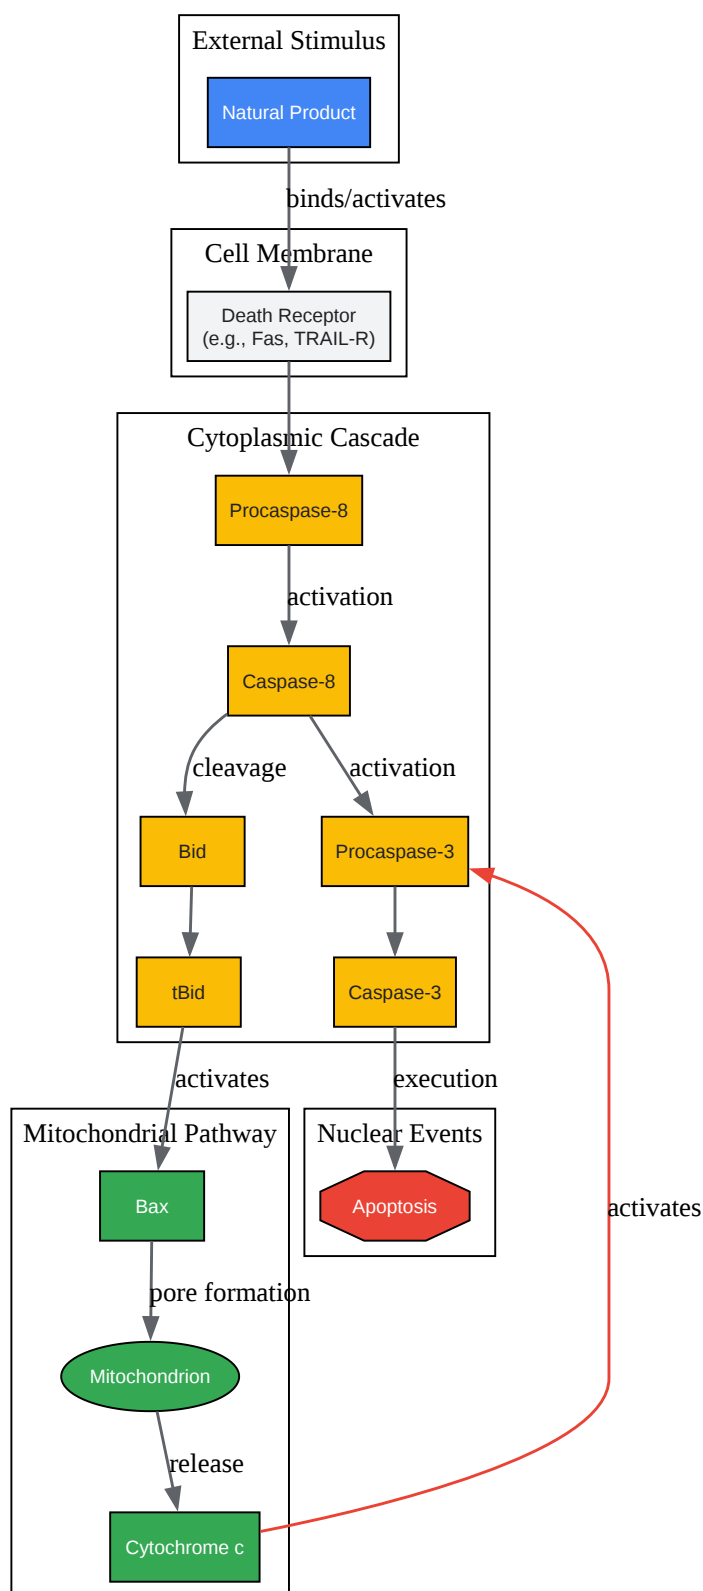 External Stimulus
Natural Product
binds/activates
Cell Membrane
Death Receptor
(e.g., Fas, TRAIL-R)
Cytoplasmic Cascade
Procaspase-8
activation
Caspase-8
cleavage
activation
Bid
Procaspase-3
tBid
Caspase-3
activates
execution
Mitochondrial Pathway
Nuclear Events
Bax
Apoptosis
activates
pore formation
Mitochondrion
release
Cytochrome c